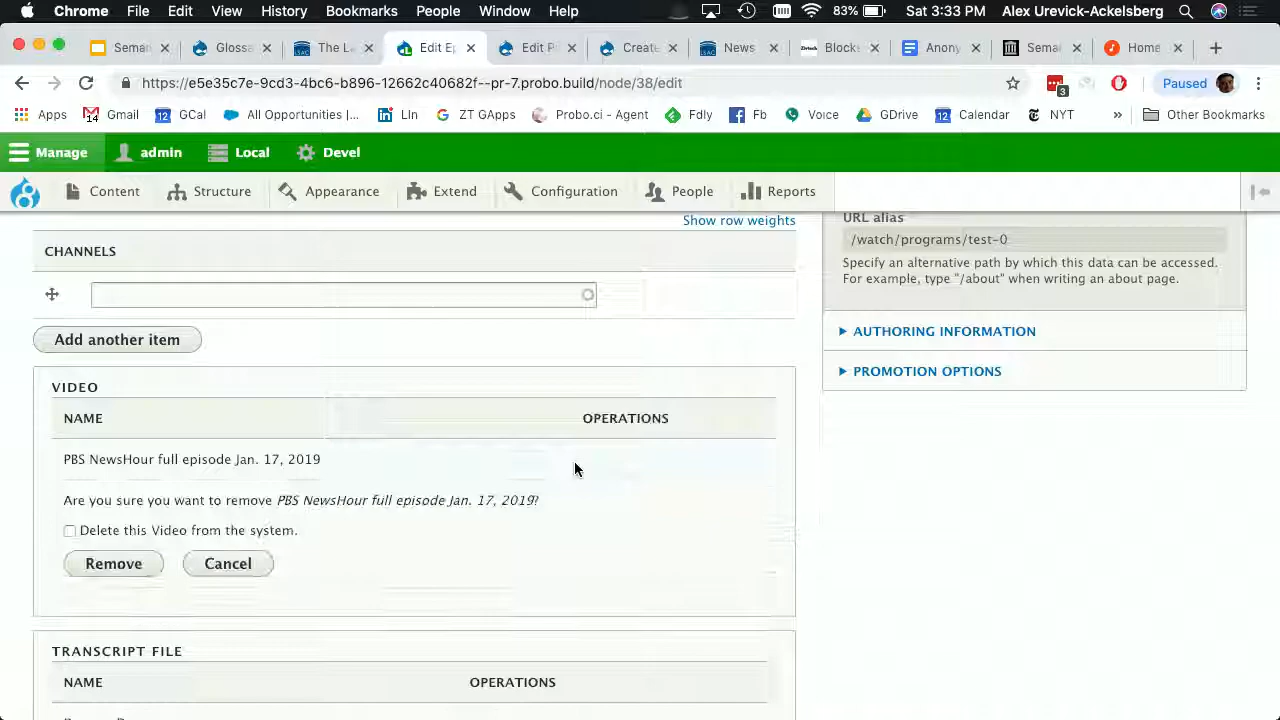 Chrome File Edit View History Bookmarks People Window Help 83% Sat 3:33 PM Alex Urevick-Ackelsberg
Seman Glossa The L Edit Ep Edit E Create News Blocks Anony Sema Home
https://e5e35c7e-9cd3-4bc6-b896-12662c40682f--pr-7.probo.build/node/38/edit 3 Paused
Apps Gmail GCal All Opportunities |... LIn ZT GApps Probo.ci - Agent Fdly Fb Voice GDrive Calendar NYT » Other Bookmarks
Manage admin Local Devel
Content Structure Appearance Extend Configuration People Reports
Show row weights
CHANNELS
Add another item
VIDEO
NAME OPERATIONS
PBS NewsHour full episode Jan. 17, 2019
Are you sure you want to remove PBS NewsHour full episode Jan. 17, 2019?
Delete this Video from the system.
Remove Cancel
TRANSCRIPT FILE
NAME OPERATIONS
URL alias
/watch/programs/test-0
Specify an alternative path by which this data can be accessed.
For example, type "/about" when writing an about page.
AUTHORING INFORMATION
PROMOTION OPTIONS